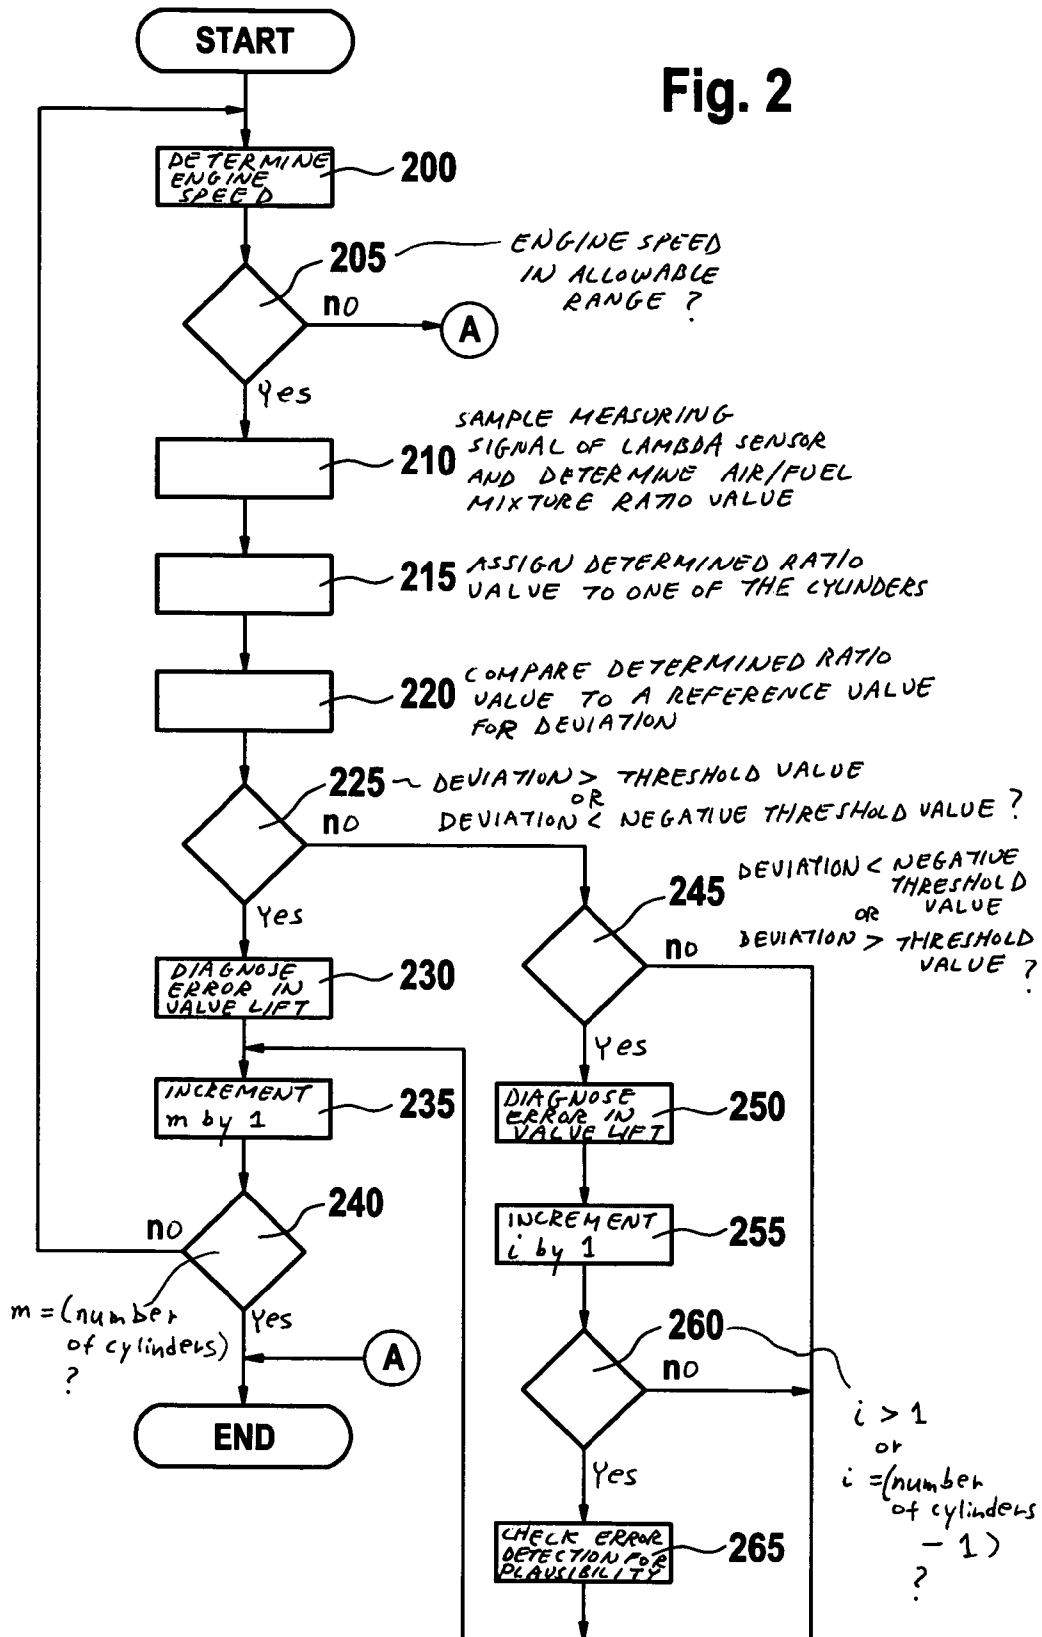 START
Fig. 2
DETERMINE
ENGINE
SPEED
200
205
ENGINE SPEED
IN ALLOWABLE
RANGE ?
no
A
Yes
SAMPLE MEASURING
SIGNAL OF LAMBDA SENSOR
AND DETERMINE AIR/FUEL
MIXTURE RATIO VALUE
210
215
ASSIGN DETERMINED RATIO
VALUE TO ONE OF THE CYLINDERS
220
COMPARE DETERMINED RATIO
VALUE TO A REFERENCE VALUE
FOR DEVIATION
225
DEVIATION > THRESHOLD VALUE
OR
DEVIATION < NEGATIVE THRESHOLD VALUE ?
no
Yes
245
DEVIATION < NEGATIVE
THRESHOLD
VALUE
OR
DEVIATION > THRESHOLD
VALUE ?
no
Yes
DIAGNOSE
ERROR IN
VALVE LIFT
230
INCREMENT
m by 1
235
240
no
m = (number
of cylinders)
?
Yes
A
END
DIAGNOSE
ERROR IN
VALVE LIFT
250
INCREMENT
i by 1
255
260
no
i > 1
or
i = (number
of cylinders
- 1)
?
Yes
CHECK ERROR
DETECTION FOR
PLAUSIBILITY
265